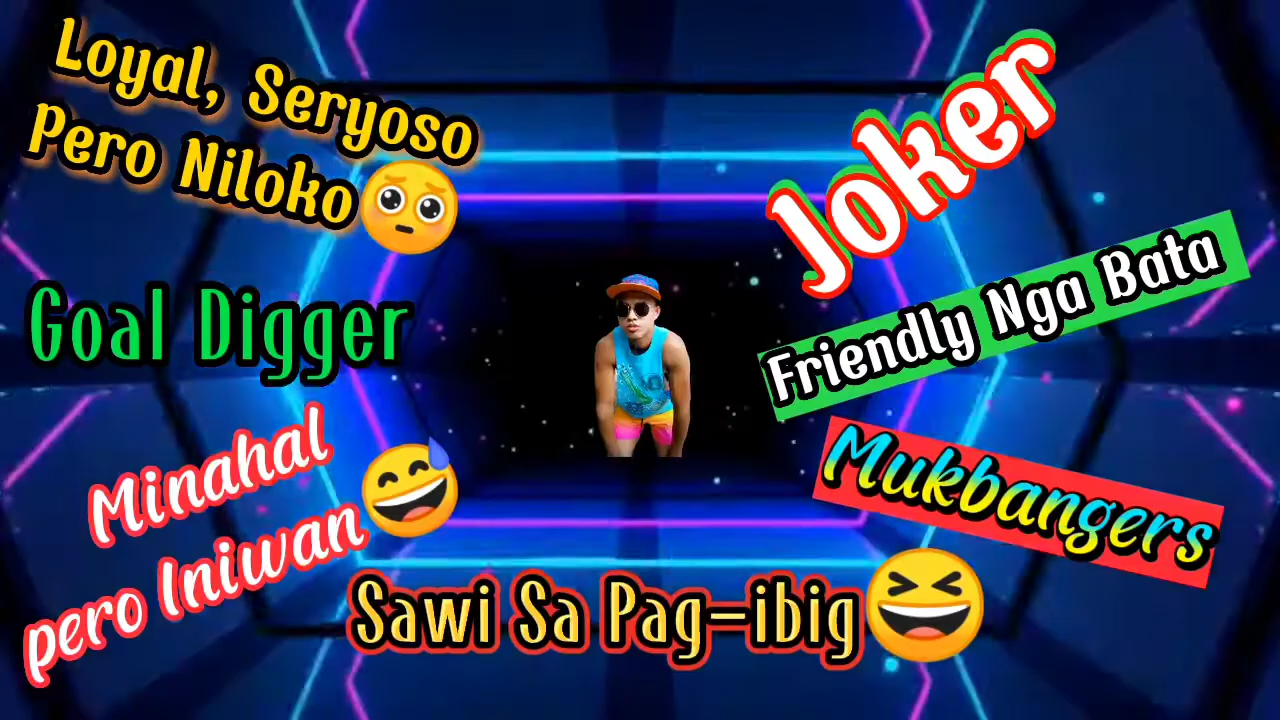 Loyal, Seryoso
Pero Niloko
Goal Digger
Minahal
pero Iniwan
Sawi Sa Pag-ibig
Joker
Friendly Nga Bata
Mukbangers